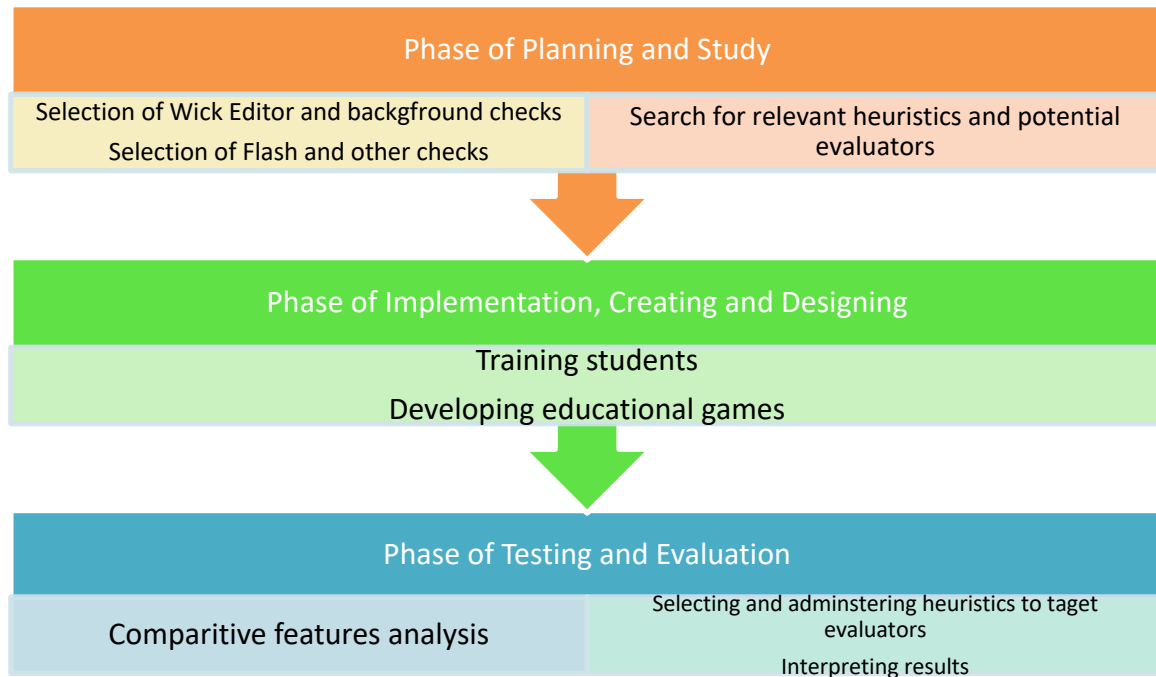 Phase of Planning and Study
Selection of Wick Editor and backgfround checks
Selection of Flash and other checks
Search for relevant heuristics and potential
evaluators
Phase of Implementation, Creating and Designing
Training students
Developing educational games
Phase of Testing and Evaluation
Comparitive features analysis
Selecting and adminstering heuristics to taget
evaluators
Interpreting results